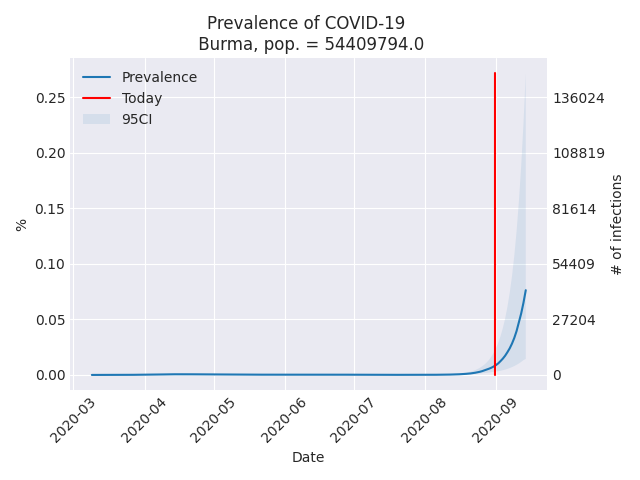 Prevalence of COVID-19
Burma, pop. = 54409794.0
Prevalence
Today
95CI
0.25
0.20
0.15
0.10
0.05
0.00
%
136024
108819
81614
54409
27204
0
# of infections
2020-03
2020-04
2020-05
2020-06
2020-07
2020-08
2020-09
Date